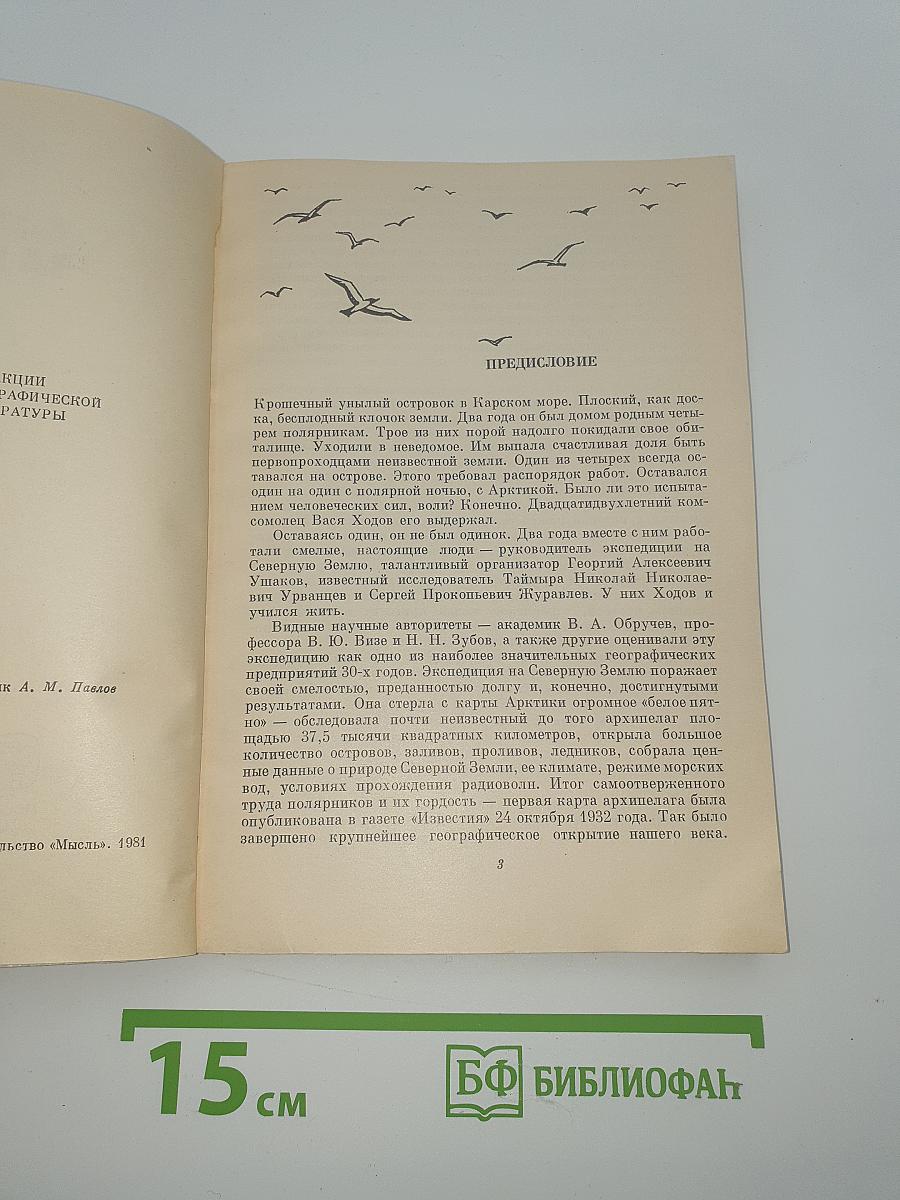 КЦИИ
РАФИЧЕСКОЙ
РАТУРЫ
к А. М. Павлов
льство «Мысль». 1981
ПРЕДИСЛОВИЕ
Крошечный унылый островок в Карском море. Плоский, как дос-
ка, бесплодный клочок земли. Два года он был домом родным четы-
рем полярникам. Трое из них порой надолго покидали свое оби-
талище. Уходили в неведомое. Им выпала счастливая доля быть
первопроходцами неизвестной земли. Один из четырех всегда ос-
тавался на острове. Этого требовал распорядок работ. Оставался
один на один с полярной ночью, с Арктикой. Было ли это испыта-
нием человеческих сил, воли? Конечно. Двадцатидвухлетний ком-
сомолец Вася Ходов его выдержал.
Оставаясь один, он не был одинок. Два года вместе с ним рабо-
тали смелые, настоящие люди — руководитель экспедиции на
Северную Землю, талантливый организатор Георгий Алексеевич
Ушаков, известный исследователь Таймыра Николай Николае-
вич Урванцев и Сергей Прокопьевич Журавлев. У них Ходов и
учился жить.
Видные научные авторитеты — академик В. А. Обручев, про-
фессора В. Ю. Визе и Н. Н. Зубов, а также другие оценивали эту
экспедицию как одно из наиболее значительных географических
предприятий 30-х годов. Экспедиция на Северную Землю поражает
своей смелостью, преданностью долгу и, конечно, достигнутыми
результатами. Она стерла с карты Арктики огромное «белое пят-
но» — обследовала почти неизвестный до того архипелаг пло-
щадью 37,5 тысячи квадратных километров, открыла большое
количество островов, заливов, проливов, ледников, собрала цен-
ные данные о природе Северной Земли, ее климате, режиме морских
вод, условиях прохождения радиоволн. Итог самоотверженного
труда полярников и их гордость — первая карта архипелага была
опубликована в газете «Известия» 24 октября 1932 года. Так было
завершено крупнейшее географическое открытие нашего века.
3
15 см
БФ БИБЛИОФАН